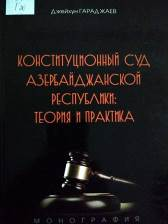 Джейхун ГАРАДЖАЕВ
КОНСТИТУЦИОННЫЙ СУД
АЗЕРБАЙДЖАНСКОЙ
РЕСПУБЛИКИ:
ТЕОРИЯ И ПРАКТИКА
МОНОГРАФИЯ